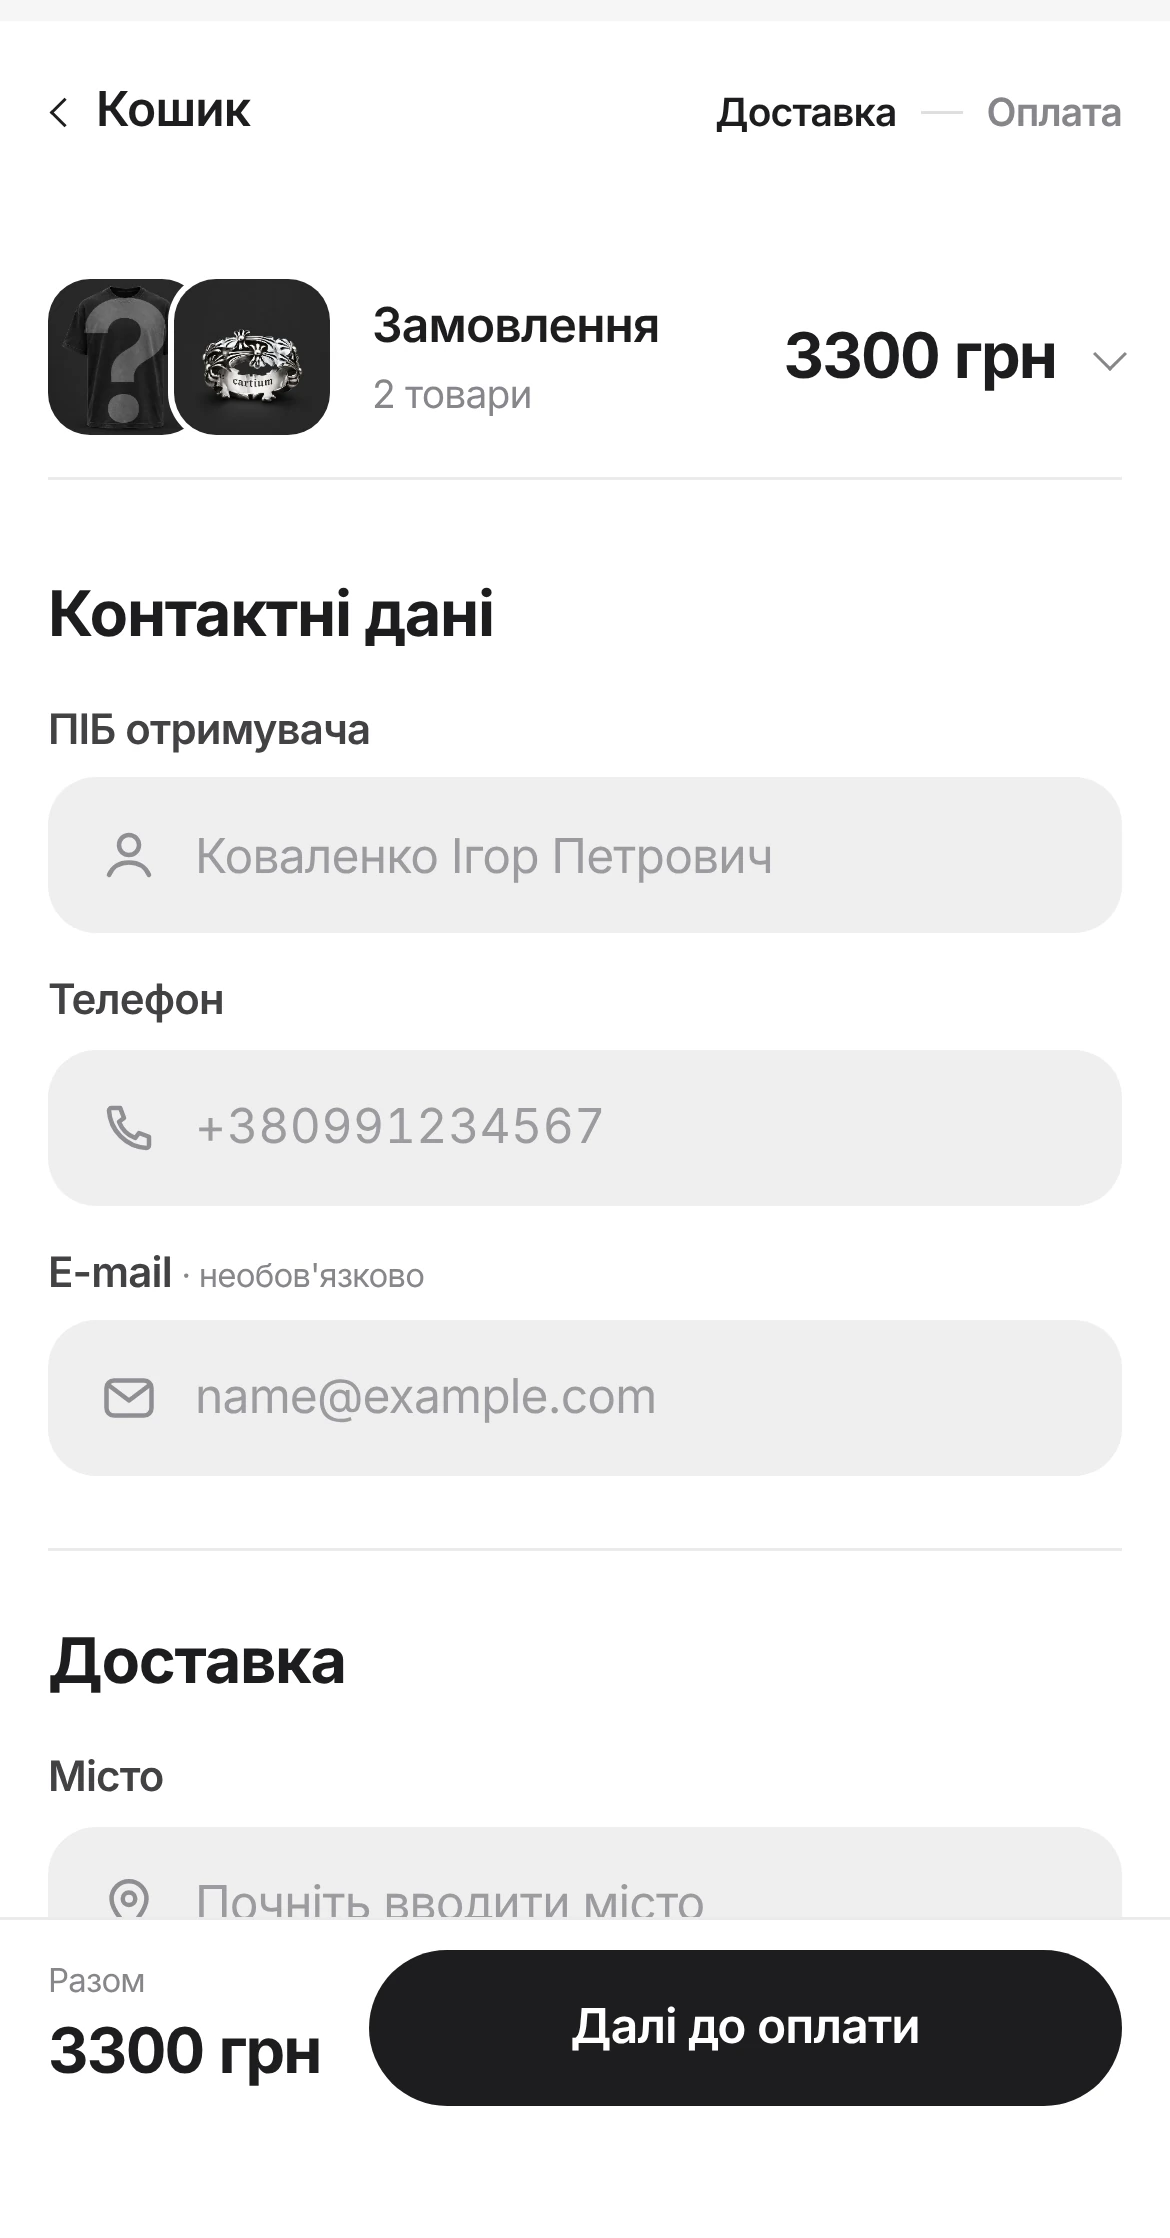 Кошик
Доставка — Оплата
?
cartium
Замовлення
2 товари
3300 грн
Контактні дані
ПІБ отримувача
Коваленко Ігор Петрович
Телефон
+380991234567
E-mail · необов'язково
name@example.com
Доставка
Місто
Почніть вводити місто
Разом
3300 грн
Далі до оплати